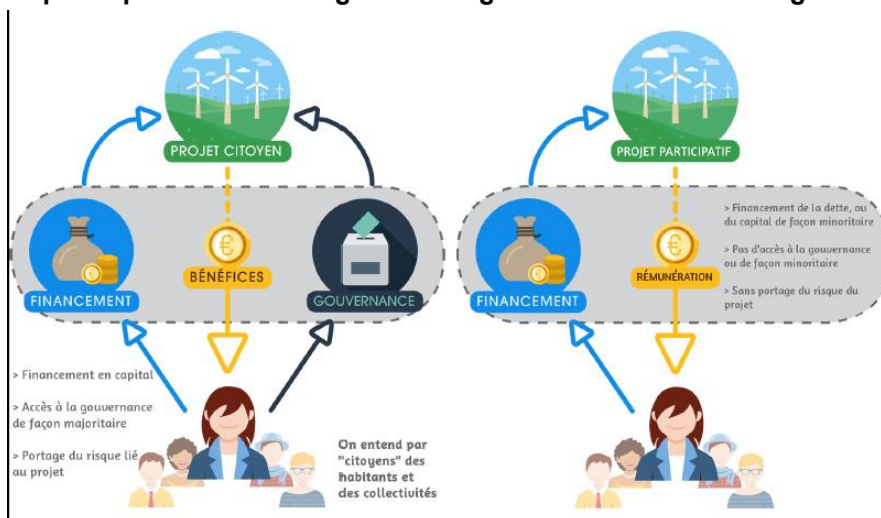 PROJET CITOYEN
FINANCEMENT
BÉNÉFICES
GOUVERNANCE
> Financement en capital
> Accès à la gouvernance
de façon majoritaire
> Portage du risque lié
au projet
On entend par
"citoyens" des
habitants et
des collectivités
PROJET PARTICIPATIF
FINANCEMENT
RÉMUNÉRATION
> Financement de la dette, ou
du capital de façon minoritaire
> Pas d'accès à la gouvernance
ou de façon minoritaire
> Sans portage du risque du
projet